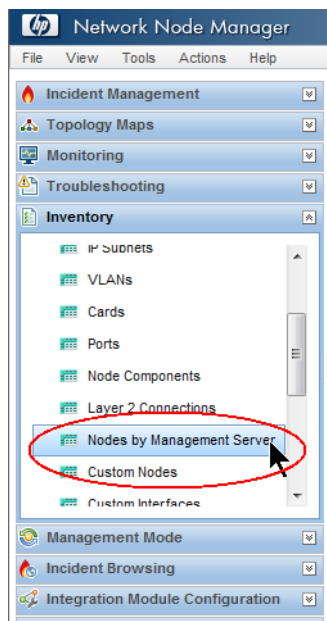 hp Network Node Manager
File View Tools Actions Help
Incident Management
Topology Maps
Monitoring
Troubleshooting
Inventory
IP Subnets
VLANs
Cards
Ports
Node Components
Layer 2 Connections
Nodes by Management Server
Custom Nodes
Custom Interfaces
Management Mode
Incident Browsing
Integration Module Configuration